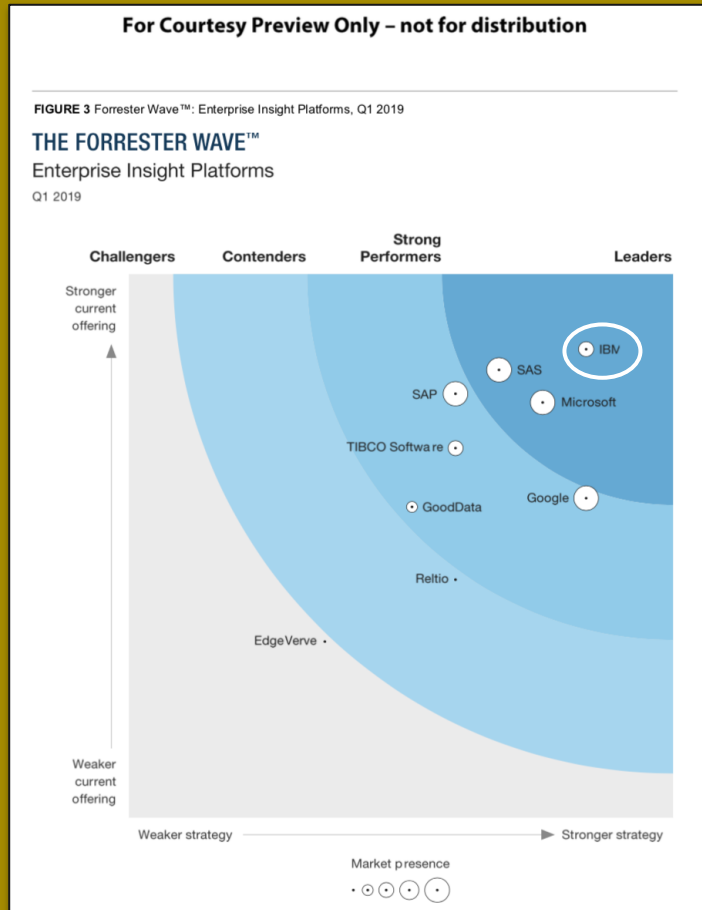 For Courtesy Preview Only – not for distribution
FIGURE 3 Forrester Wave™: Enterprise Insight Platforms, Q1 2019
THE FORRESTER WAVE™
Enterprise Insight Platforms
Q1 2019
Challengers
Contenders
Strong
Performers
Leaders
Stronger
current
offering
IBM
SAS
SAP
Microsoft
TIBCO Software
Google
GoodData
Reltio
EdgeVerve
Weaker
current
offering
Weaker strategy
Stronger strategy
Market presence